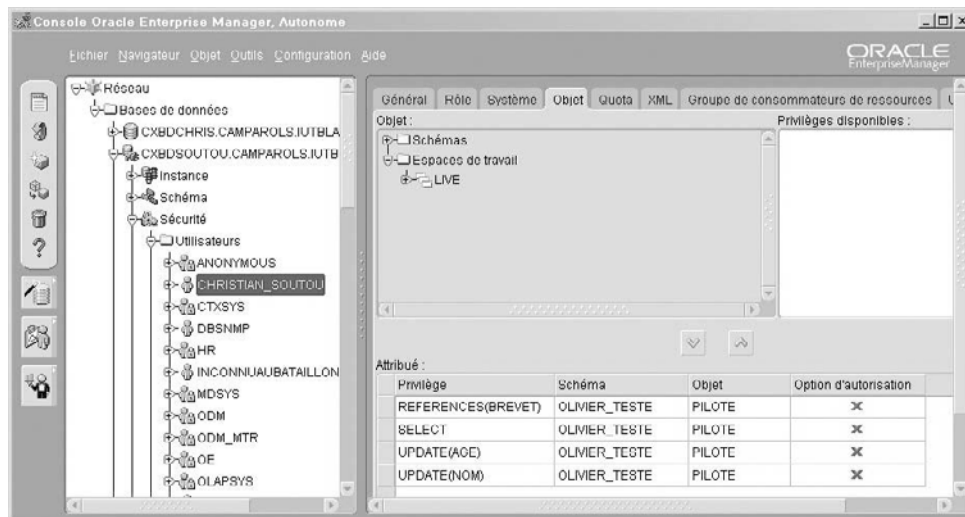 Console Oracle Enterprise Manager, Autonome
Fichier Navigateur Objet Outils Configuration Aide
ORACLE
EnterpriseManager
Réseau
Bases de données
CXBDCHRIS.CAMPAROLS.IUTBLA
CXBDSOUTOU.CAMPAROLS.IUTB
Instance
Schéma
Sécurité
Utilisateurs
ANONYMOUS
CHRISTIAN_SOUTOU
CTXSYS
DBSNMP
HR
INCONNUAUBATAILLON
MDSYS
ODM
ODM_MTR
OE
OLAPSYS
Général Rôle Système Objet Quota XML Groupe de consommateurs de ressources
Objet : Privilèges disponibles :
Schémas
Espaces de travail
LIVE
Attribué :
Privilège Schéma Objet Option d'autorisation
REFERENCES(BREVET) OLIVIER_TESTE PILOTE
SELECT OLIVIER_TESTE PILOTE
UPDATE(AGE) OLIVIER_TESTE PILOTE
UPDATE(NOM) OLIVIER_TESTE PILOTE